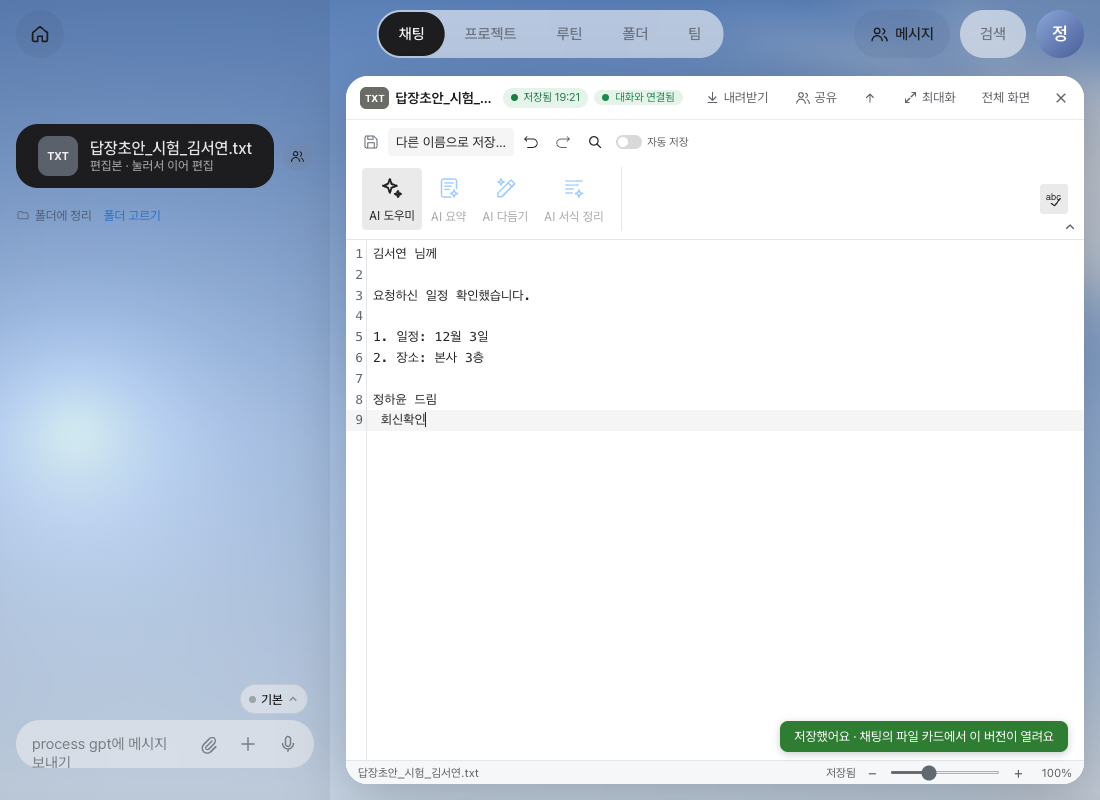 채팅 프로젝트 루틴 폴더 팀 메시지 검색 정
TXT 답장초안_시험_김서연.txt
편집본 · 눌러서 이어 편집
폴더에 정리 폴더 고르기
TXT 답장초안_시험_... 저장됨 19:21 대화와 연결됨 내려받기 공유 최대화 전체 화면
다른 이름으로 저장... 자동 저장
AI 도우미 AI 요약 AI 다듬기 AI 서식 정리 abc
1 김서연 님께
2
3 요청하신 일정 확인했습니다.
4
5 1. 일정: 12월 3일
6 2. 장소: 본사 3층
7
8 정하윤 드림
9 회신확인
기본
process gpt에 메시지
보내기
저장했어요 · 채팅의 파일 카드에서 이 버전이 열려요
답장초안_시험_김서연.txt 저장됨 − + 100%